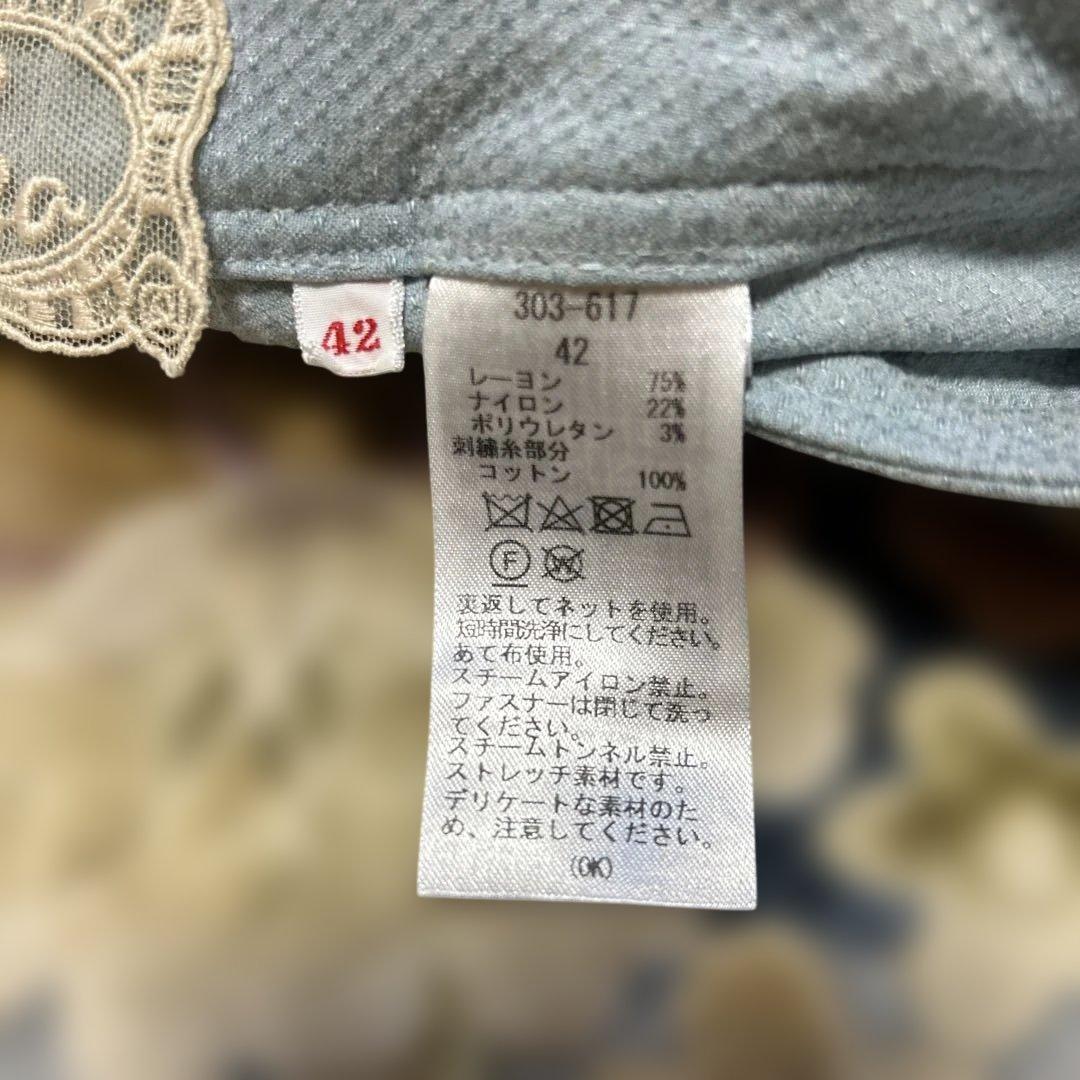 42
303-617
42
レーヨン 75%
ナイロン 22%
ポリウレタン 3%
刺繍糸部分
コットン 100%
F W
裏返してネットを使用。
短時間洗浄にしてください。
あて布使用。
スチームアイロン禁止。
ファスナーは閉じて洗っ
てください。
スチームトンネル禁止。
ストレッチ素材です。
デリケートな素材のた
め、注意してください。
(OK)